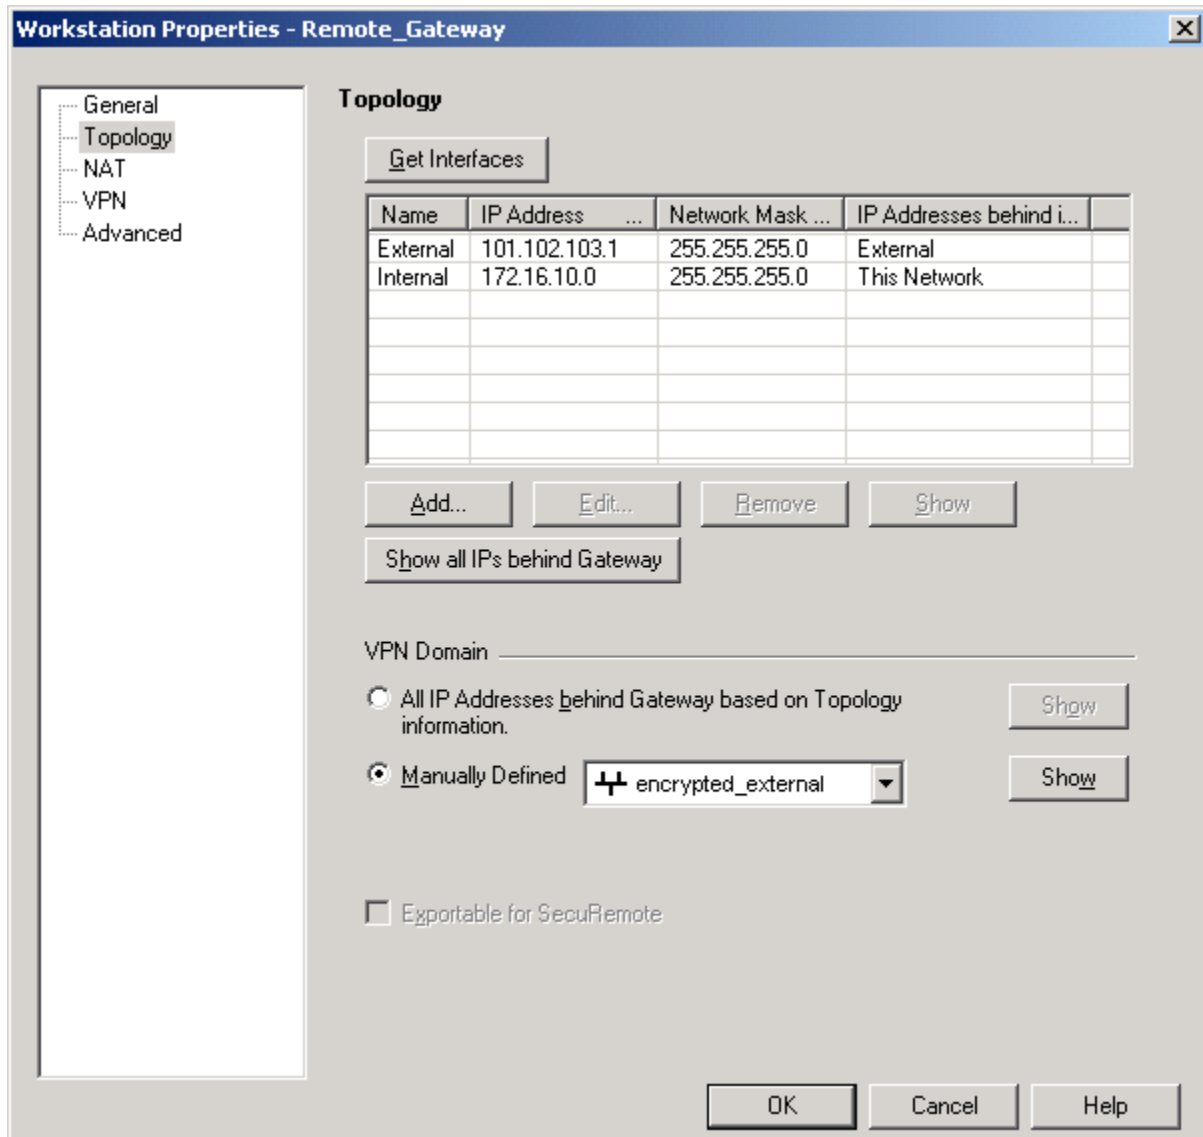 Workstation Properties - Remote_Gateway
General
Topology
NAT
VPN
Advanced
Topology
Get Interfaces
Name IP Address ... Network Mask ... IP Addresses behind i...
External 101.102.103.1 255.255.255.0 External
Internal 172.16.10.0 255.255.255.0 This Network
Add... Edit... Remove Show
Show all IPs behind Gateway
VPN Domain
All IP Addresses behind Gateway based on Topology
information.
Show
Manually Defined encrypted_external Show
Exportable for SecuRemote
OK Cancel Help